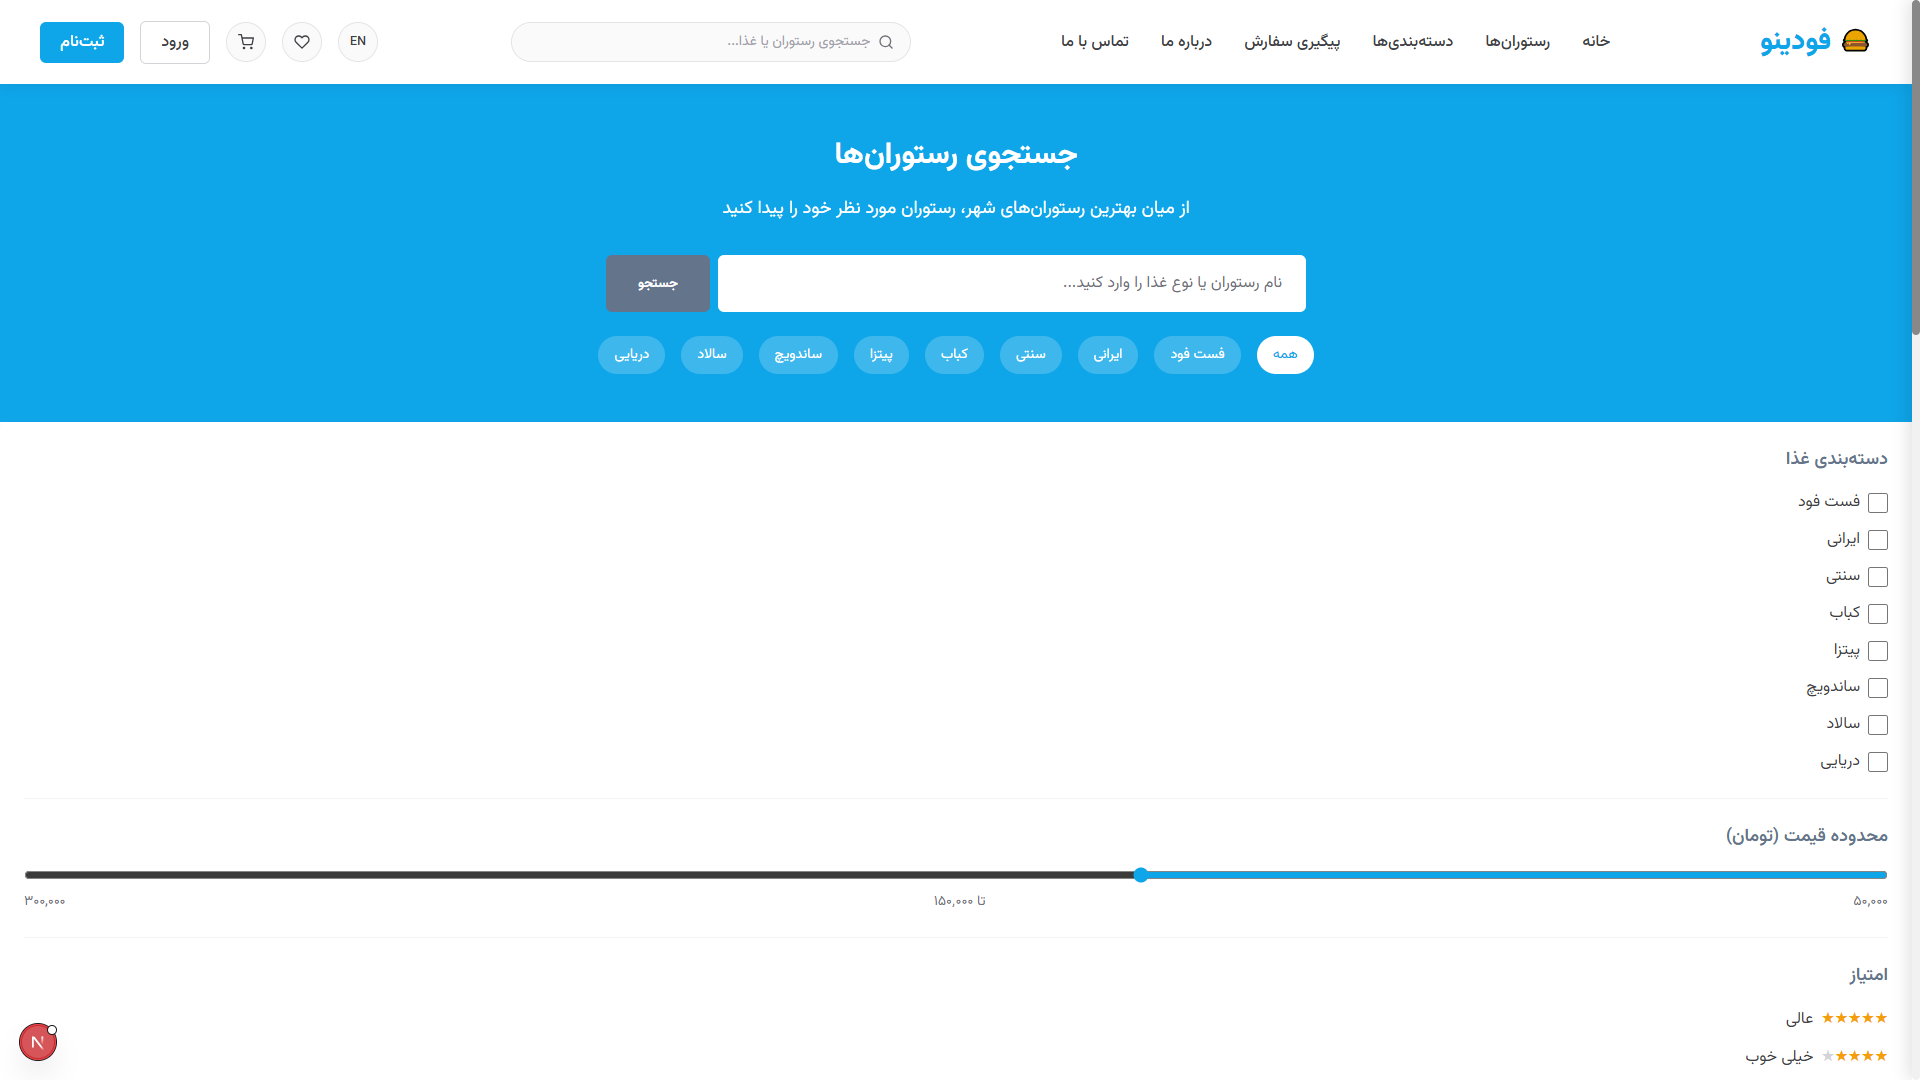 فودینو
خانه
رستوران‌ها
دسته‌بندی‌ها
پیگیری سفارش
درباره ما
تماس با ما
جستجوی رستوران یا غذا...
EN
ورود
ثبت‌نام
جستجوی رستوران‌ها
از میان بهترین رستوران‌های شهر، رستوران مورد نظر خود را پیدا کنید
نام رستوران یا نوع غذا را وارد کنید...
جستجو
همه
فست فود
ایرانی
سنتی
کباب
پیتزا
ساندویچ
سالاد
دریایی
دسته‌بندی غذا
فست فود
ایرانی
سنتی
کباب
پیتزا
ساندویچ
سالاد
دریایی
محدوده قیمت (تومان)
۵۰,۰۰۰
تا ۱۵۰,۰۰۰
۳۰۰,۰۰۰
امتیاز
★★★★★ عالی
★★★★★ خیلی خوب
N